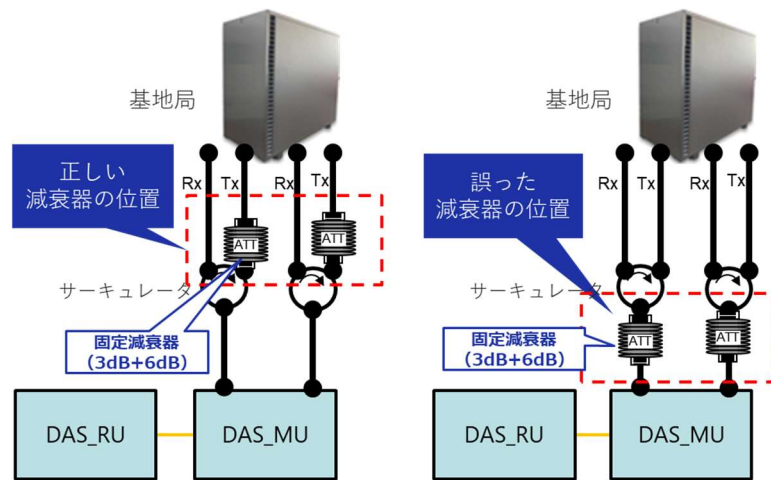 基地局
正しい
減衰器の位置
Rx
Tx
Rx
Tx
ATT
ATT
サーキュレータ
固定減衰器
（3dB+6dB）
DAS_RU
DAS_MU
基地局
誤った
減衰器の位置
Rx
Tx
Rx
Tx
サーキュレータ
固定減衰器
（3dB+6dB）
ATT
ATT
DAS_RU
DAS_MU